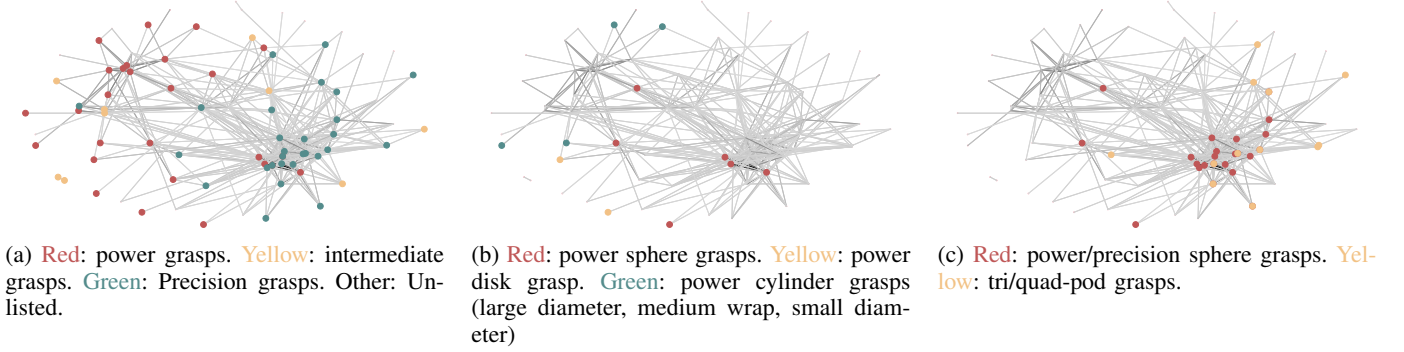 (a) Red: power grasps. Yellow: intermediate
grasps. Green: Precision grasps. Other: Un-
listed.
(b) Red: power sphere grasps. Yellow: power
disk grasp. Green: power cylinder grasps
(large diameter, medium wrap, small diam-
eter)
(c) Red: power/precision sphere grasps. Yel-
low: tri/quad-pod grasps.